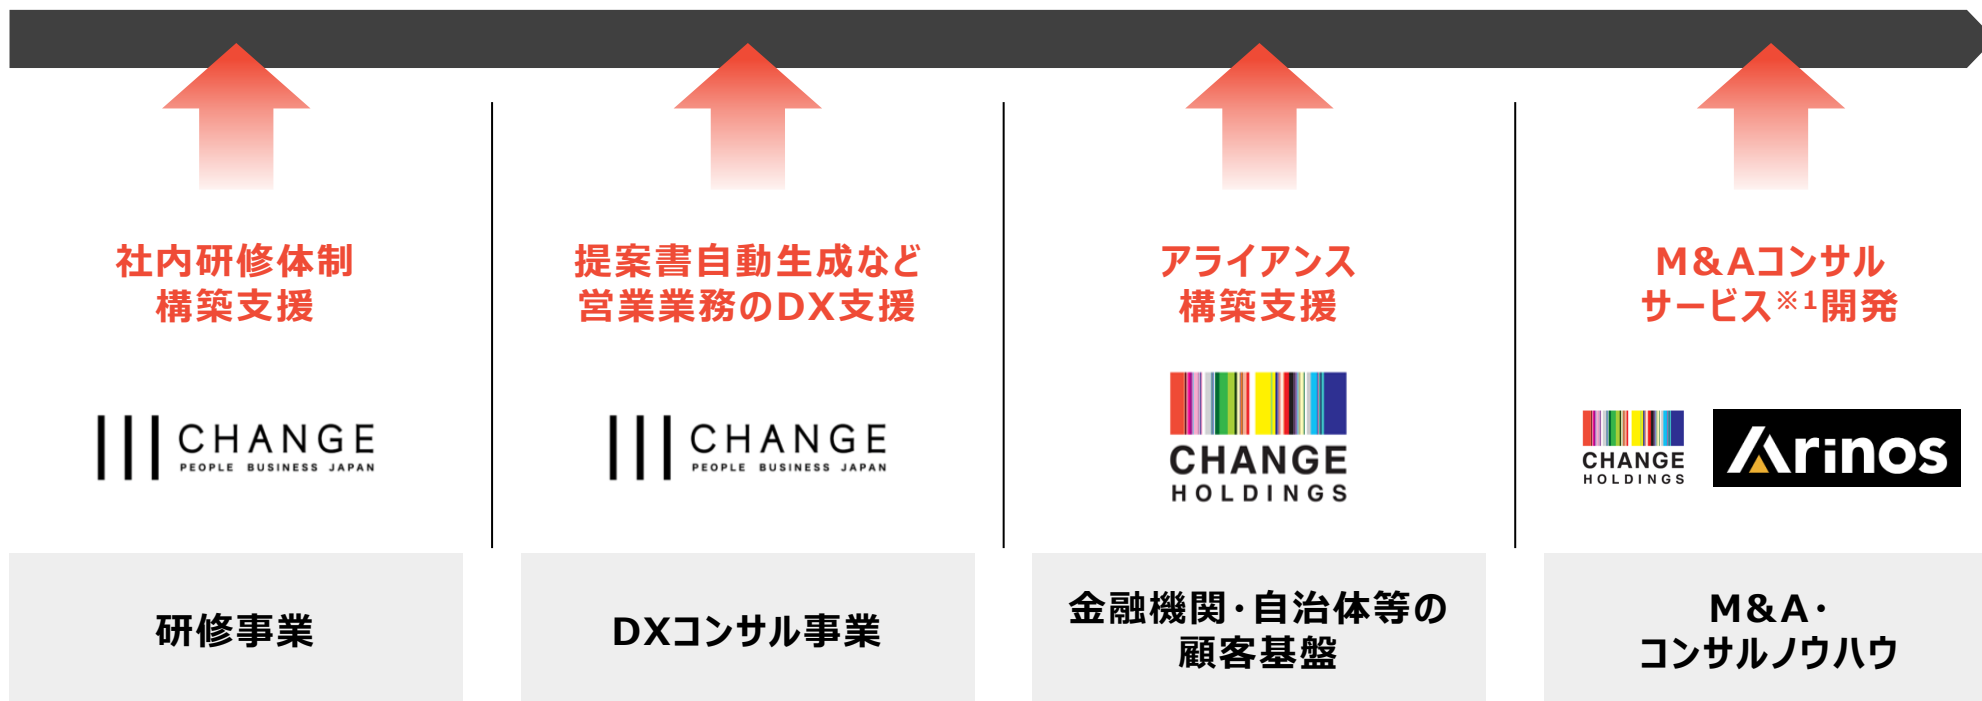 社内研修体制
構築支援
提案書自動生成など
営業業務のDX支援
アライアンス
構築支援
M&Aコンサル
サービス※1開発
CHANGE
PEOPLE BUSINESS JAPAN
CHANGE
PEOPLE BUSINESS JAPAN
CHANGE
HOLDINGS
CHANGE
HOLDINGS
Arinos
研修事業
DXコンサル事業
金融機関・自治体等の
顧客基盤
M&A・
コンサルノウハウ